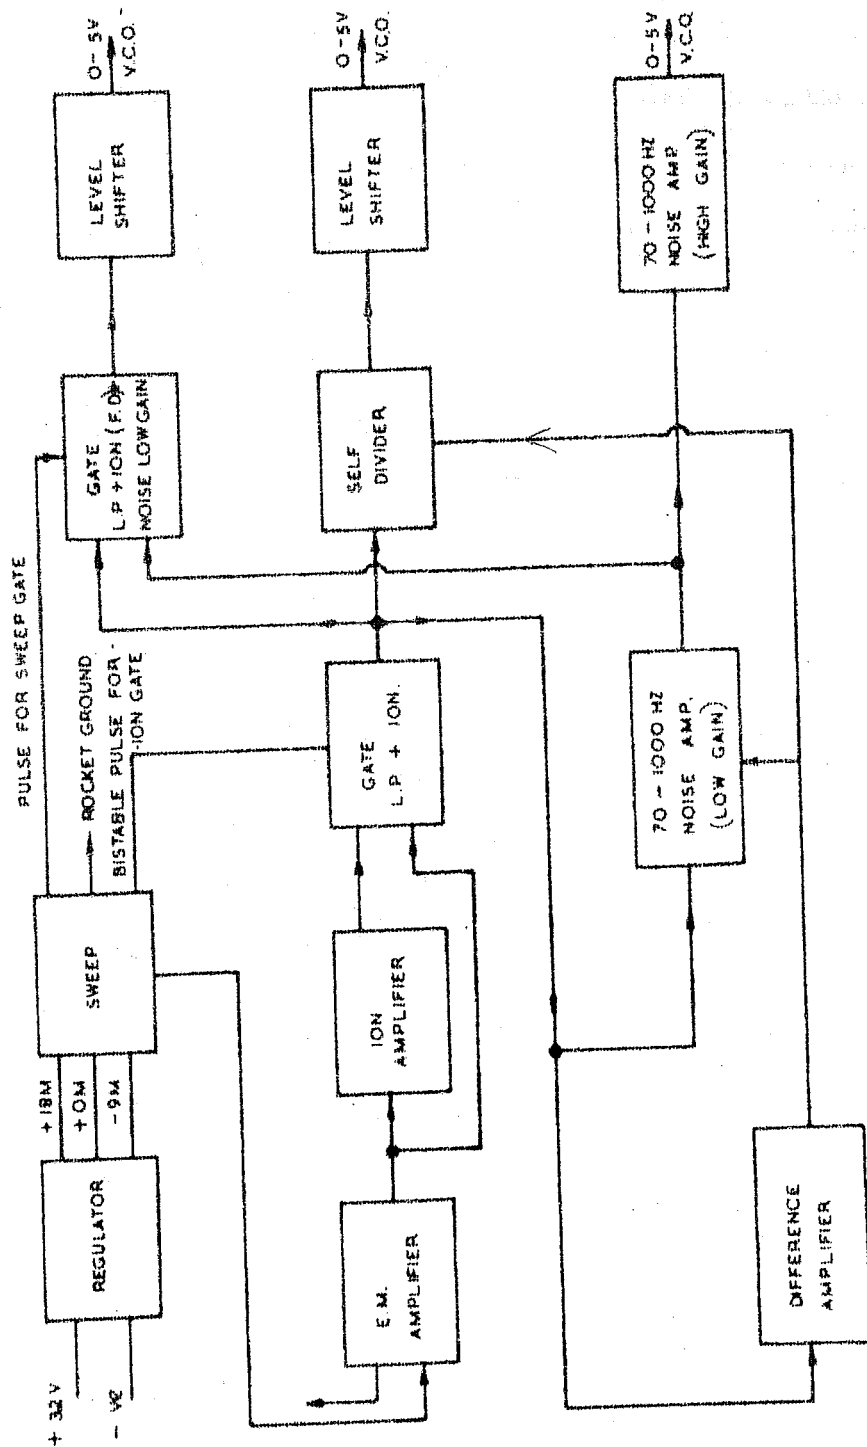 + 32V
- ve
REGULATOR
+18M
+0M
-9M
SWEEP
PULSE FOR SWEEP GATE
ROCKET GROUND
BISTABLE PULSE FOR -
-ION GATE
GATE
L.P + ION (F.D)
NOISE LOW GAIN
LEVEL
SHIFTER
0-5V
V.C.O.-
E.M.
AMPLIFIER
ION
AMPLIFIER
GATE
L.P + ION.
SELF
DIVIDER
LEVEL
SHIFTER
0-5V
V.C.O.
DIFFERENCE
AMPLIFIER
70-1000 HZ
NOISE AMP.
(LOW GAIN)
70-1000 HZ
NOISE AMP.
(HIGH GAIN)
0-5V
V.C.O